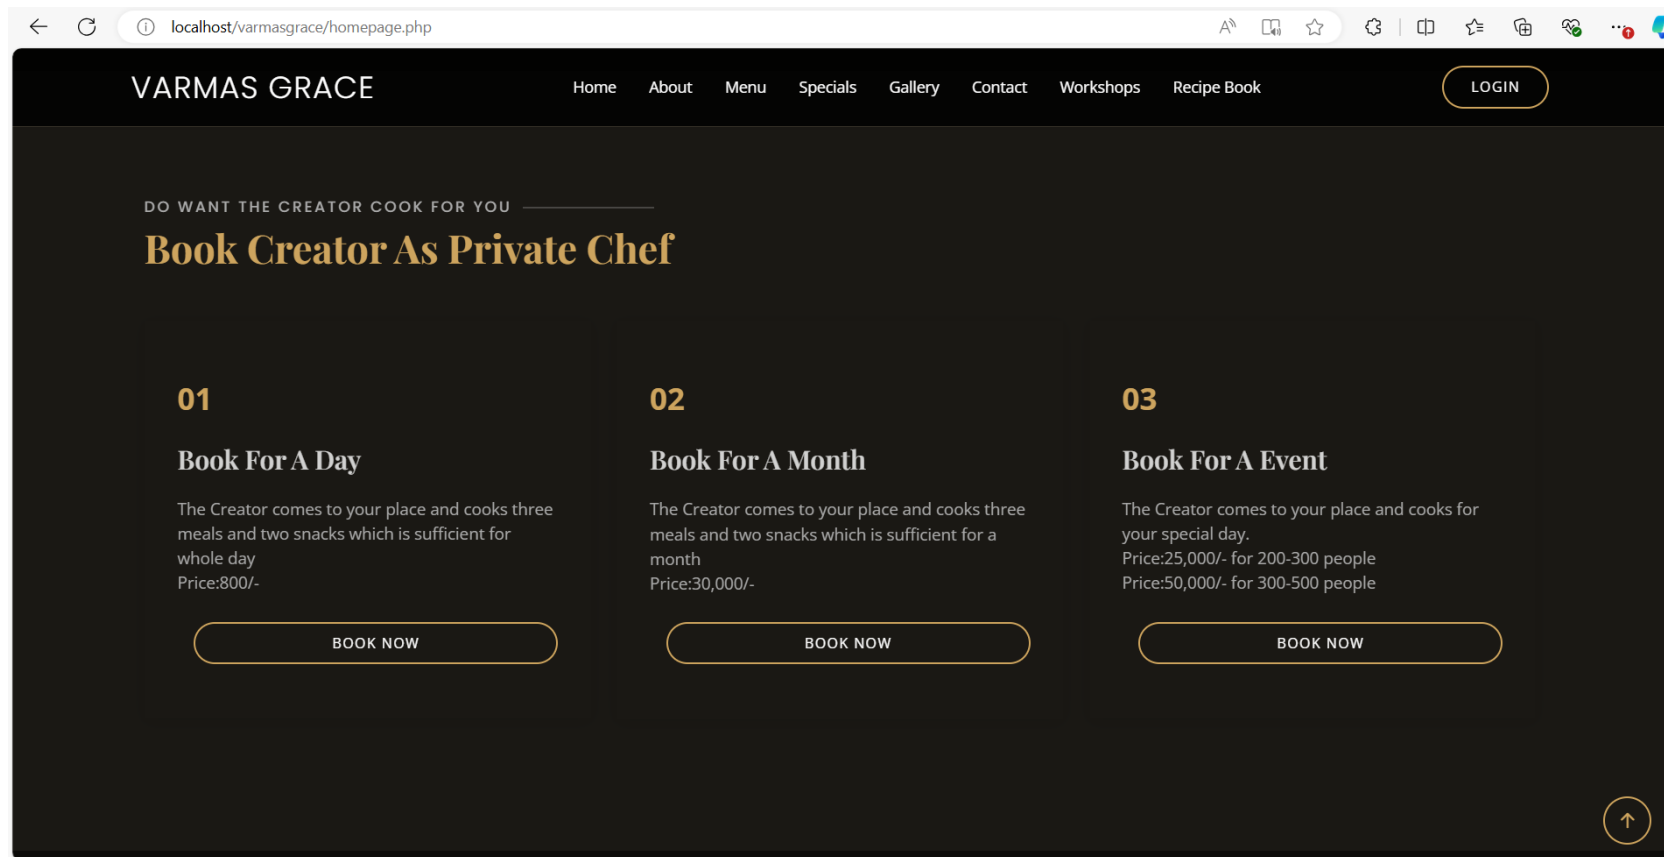 localhost/varmasgrace/homepage.php
VARMAS GRACE
Home About Menu Specials Gallery Contact Workshops Recipe Book
LOGIN
DO WANT THE CREATOR COOK FOR YOU
Book Creator As Private Chef
01
Book For A Day
The Creator comes to your place and cooks three
meals and two snacks which is sufficient for
whole day
Price:800/-
BOOK NOW
02
Book For A Month
The Creator comes to your place and cooks three
meals and two snacks which is sufficient for a
month
Price:30,000/-
BOOK NOW
03
Book For A Event
The Creator comes to your place and cooks for
your special day.
Price:25,000/- for 200-300 people
Price:50,000/- for 300-500 people
BOOK NOW